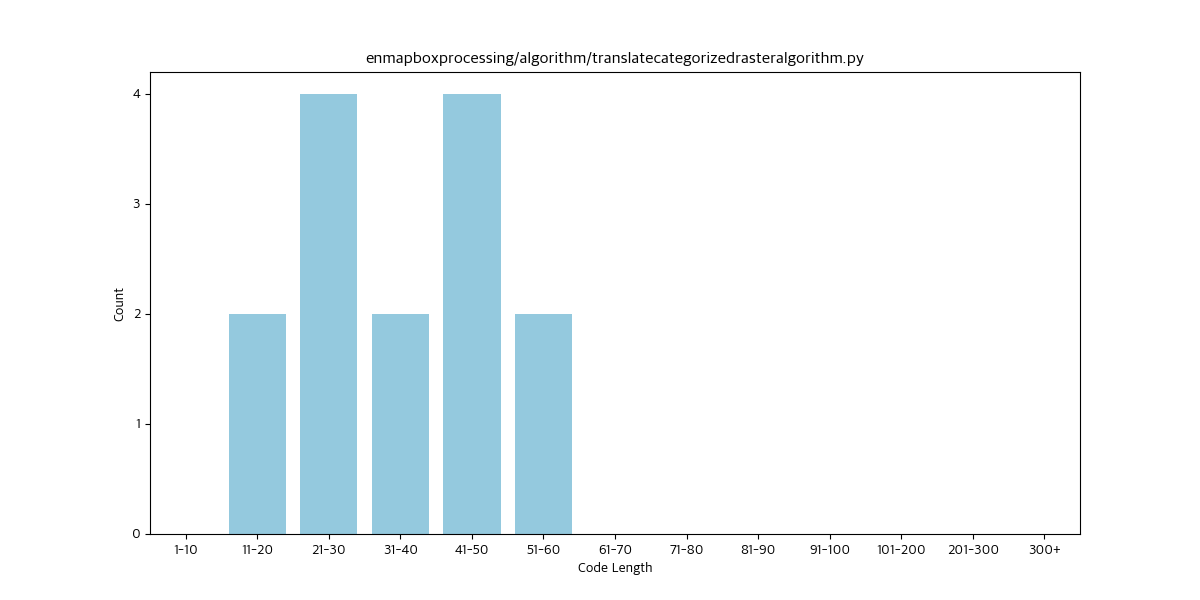 enmapboxprocessing/algorithm/translatecategorizedrasteralgorithm.py
4
3
2
1
0
Count
1-10 11-20 21-30 31-40 41-50 51-60 61-70 71-80 81-90 91-100 101-200 201-300 300+
Code Length